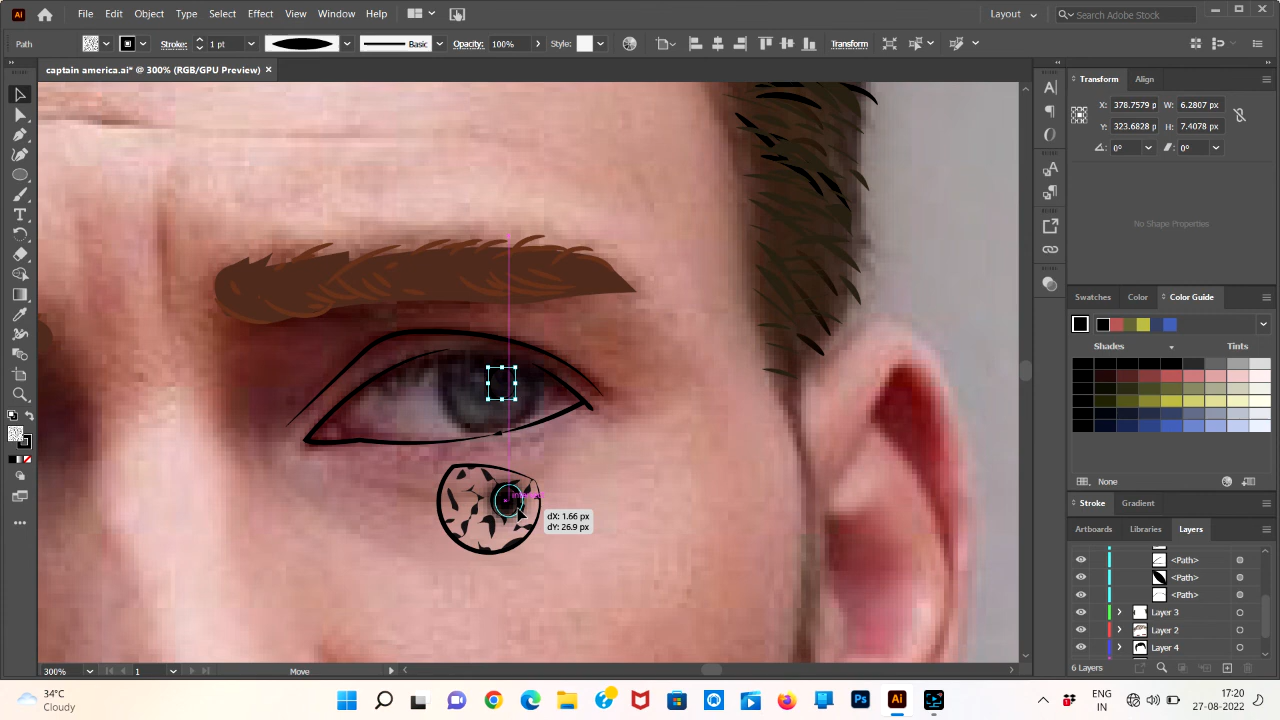 Ai File Edit Object Type Select Effect View Window Help Layout Search Adobe Stock
Path Stroke: 1 pt Basic Opacity: 100% Style: Transform
captain america.ai* @ 300% (RGB/GPU Preview)
Transform Align
X: 378.7579 p W: 6.2807 px
Y: 323.6828 p H: 7.4078 px
0° 0°
No Shape Properties
Swatches Color Color Guide
Shades Tints
None
Stroke Gradient
Artboards Libraries Layers
<Path>
<Path>
<Path>
Layer 3
Layer 2
Layer 4
6 Layers
dX: 1.66 px
dY: 26.9 px
300% 1 Move
34°C
Cloudy
Ps Ai
ENG
IN
17:20
27-08-2022